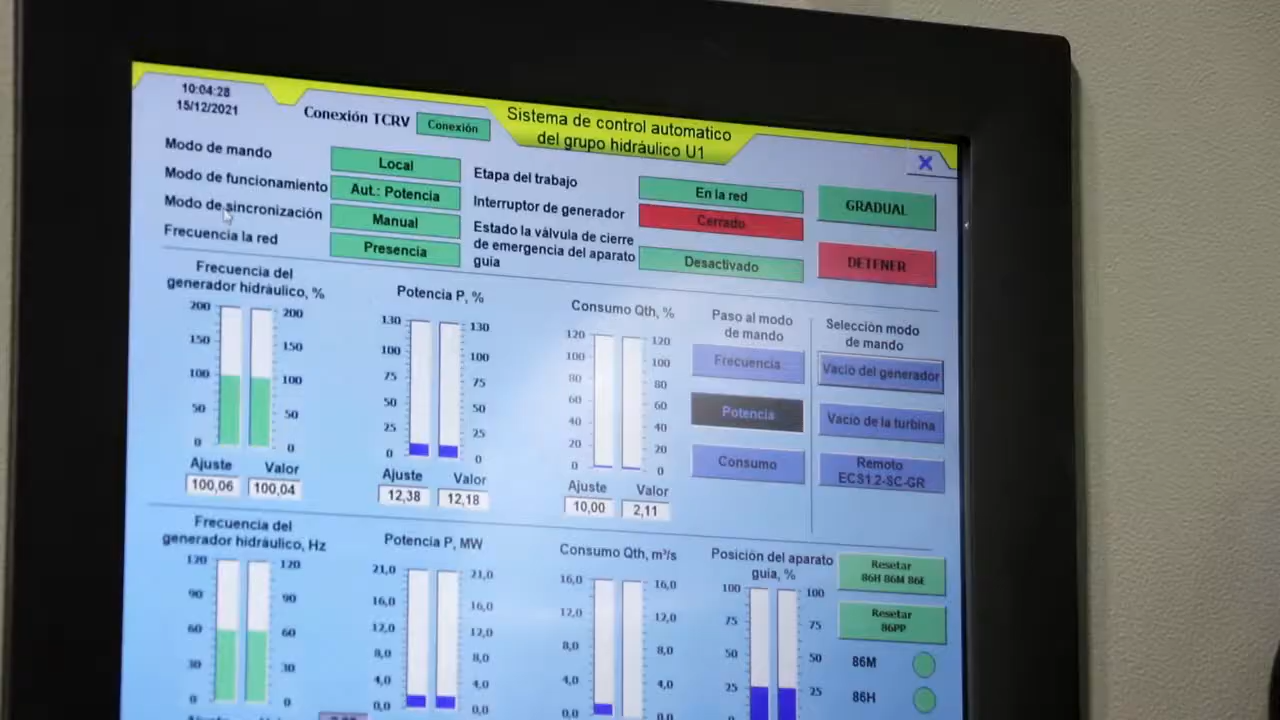 10:04:28
15/12/2021
Conexión TCRV
Conexión
Sistema de control automatico
del grupo hidráulico U1
X
Modo de mando
Local
Modo de funcionamiento
Aut.: Potencia
Modo de sincronización
Manual
Frecuencia la red
Presencia
Etapa del trabajo
En la red
Interruptor de generador
Cerrado
Estado la válvula de cierre
de emergencia del aparato
guía
Desactivado
GRADUAL
DETENER
Frecuencia del
generador hidráulico, %
200 200
150 150
100 100
50 50
0 0
Ajuste Valor
100,06 100,04
Potencia P, %
130 130
100 100
75 75
50 50
25 25
0 0
Ajuste Valor
12,38 12,18
Consumo Qth, %
120 120
100 100
80 80
60 60
40 40
20 20
0 0
Ajuste Valor
10,00 2,11
Paso al modo
de mando
Frecuencia
Potencia
Consumo
Selección modo
de mando
Vacio del generador
Vacio de la turbina
Remoto
ECS1.2-SC-GR
Frecuencia del
generador hidráulico, Hz
120 120
90 90
60 60
30 30
0 0
Potencia P, MW
21,0 21,0
16,0 16,0
12,0 12,0
8,0 8,0
4,0 4,0
0,0 0,0
Consumo Qth, m³/s
16,0 16,0
12,0 12,0
8,0 8,0
4,0 4,0
0,0 0,0
Posición del aparato
guía, %
100 100
75 75
50 50
25 25
Resetar
86H 86M 86E
Resetar
86PP
86M
86H